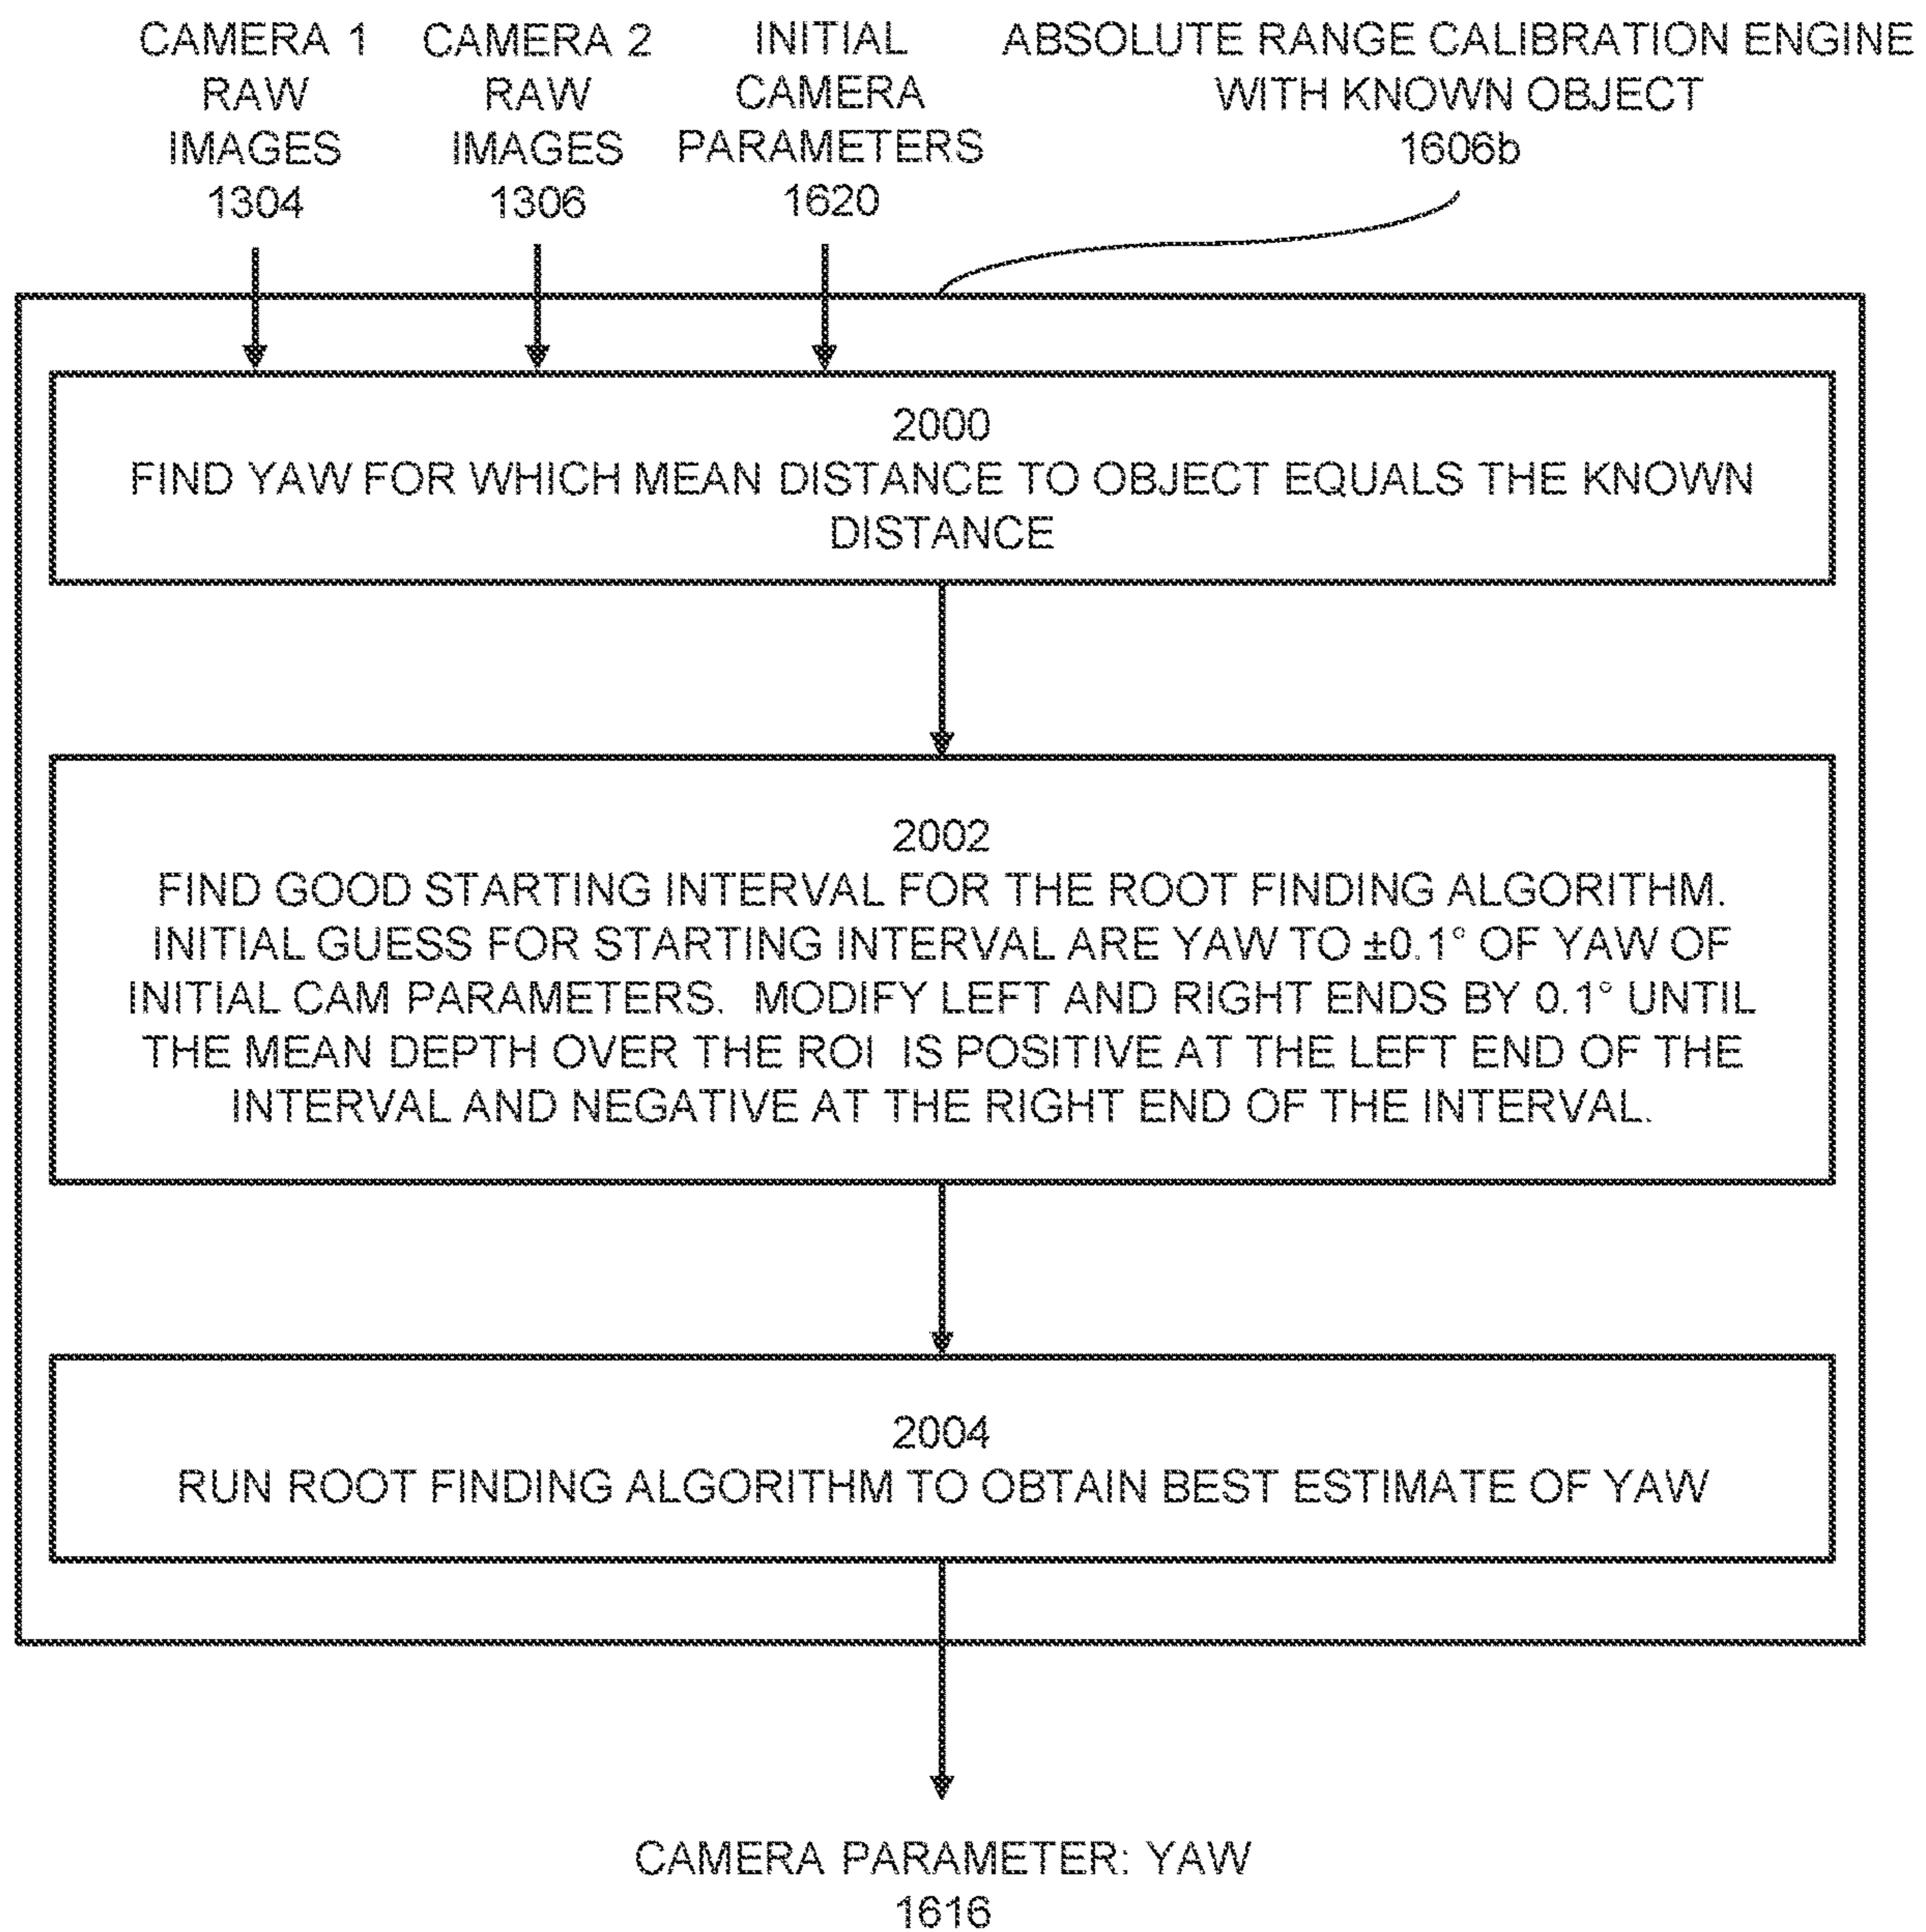 CAMERA 1
RAW
IMAGES
1304
CAMERA 2
RAW
IMAGES
1306
INITIAL
CAMERA
PARAMETERS
1620
ABSOLUTE RANGE CALIBRATION ENGINE
WITH KNOWN OBJECT
1606b
2000
FIND YAW FOR WHICH MEAN DISTANCE TO OBJECT EQUALS THE KNOWN
DISTANCE
2002
FIND GOOD STARTING INTERVAL FOR THE ROOT FINDING ALGORITHM.
INITIAL GUESS FOR STARTING INTERVAL ARE YAW TO ±0.1° OF YAW OF
INITIAL CAM PARAMETERS. MODIFY LEFT AND RIGHT ENDS BY 0.1° UNTIL
THE MEAN DEPTH OVER THE ROI IS POSITIVE AT THE LEFT END OF THE
INTERVAL AND NEGATIVE AT THE RIGHT END OF THE INTERVAL.
2004
RUN ROOT FINDING ALGORITHM TO OBTAIN BEST ESTIMATE OF YAW
CAMERA PARAMETER: YAW
1616